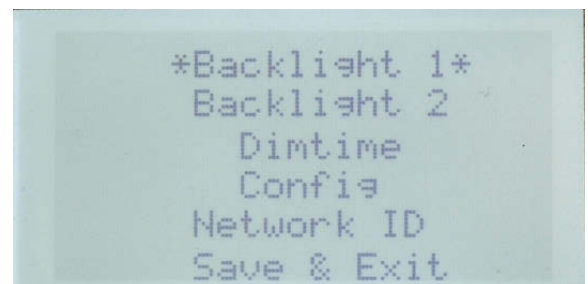 *Backlight 1*
Backlight 2
Dimtime
Config
Network ID
Save & Exit